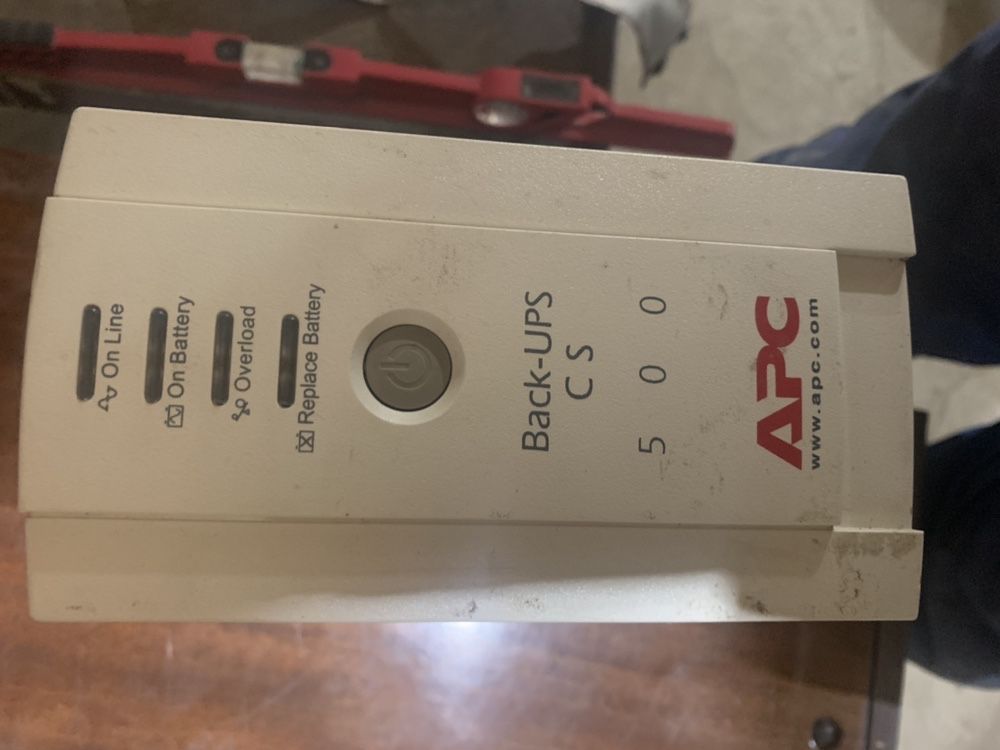 On Line
On Battery
Overload
Replace Battery
Back-UPS
CS
500
APC
www.apc.com